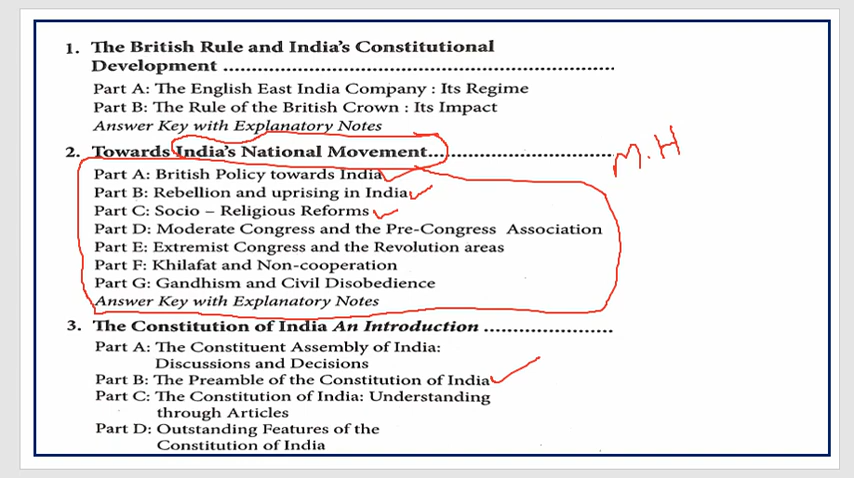 1. The British Rule and India's Constitutional
Development ................................................................
Part A: The English East India Company : Its Regime
Part B: The Rule of the British Crown : Its Impact
Answer Key with Explanatory Notes
2. Towards India's National Movement................................
M.H
Part A: British Policy towards India
Part B: Rebellion and uprising in India
Part C: Socio – Religious Reforms
Part D: Moderate Congress and the Pre-Congress Association
Part E: Extremist Congress and the Revolution areas
Part F: Khilafat and Non-cooperation
Part G: Gandhism and Civil Disobedience
Answer Key with Explanatory Notes
3. The Constitution of India An Introduction .....................
Part A: The Constituent Assembly of India:
Discussions and Decisions
Part B: The Preamble of the Constitution of India
Part C: The Constitution of India: Understanding
through Articles
Part D: Outstanding Features of the
Constitution of India